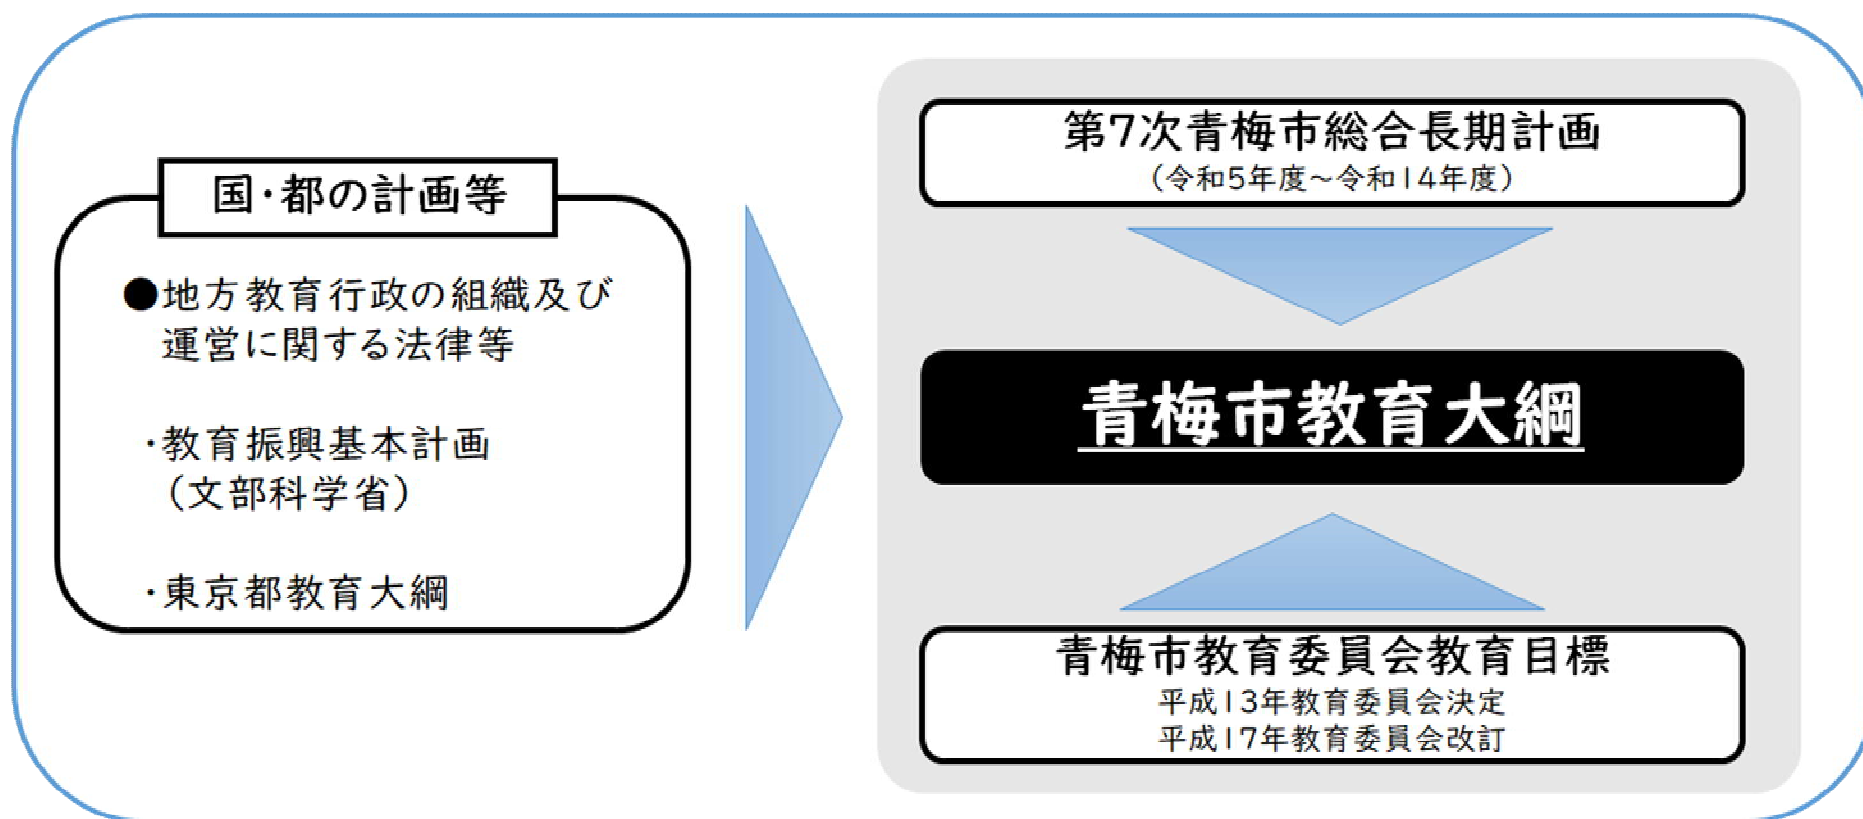 国・都の計画等
●地方教育行政の組織及び
運営に関する法律等
・教育振興基本計画
（文部科学省）
・東京都教育大綱
第7次青梅市総合長期計画
（令和5年度～令和14年度）
青梅市教育大綱
青梅市教育委員会教育目標
平成13年教育委員会決定
平成17年教育委員会改訂